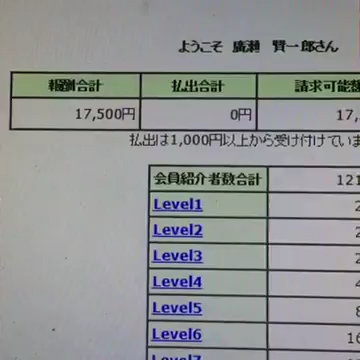 ようこそ 廣瀬 賢一郎さん
報酬合計 払出合計 請求可能
17,500円 0円 17,
払出は1,000円以上から受け付けていま
会員紹介者数合計 121
Level1 2
Level2 2
Level3 2
Level4 4
Level5 8
Level6 16
Level7